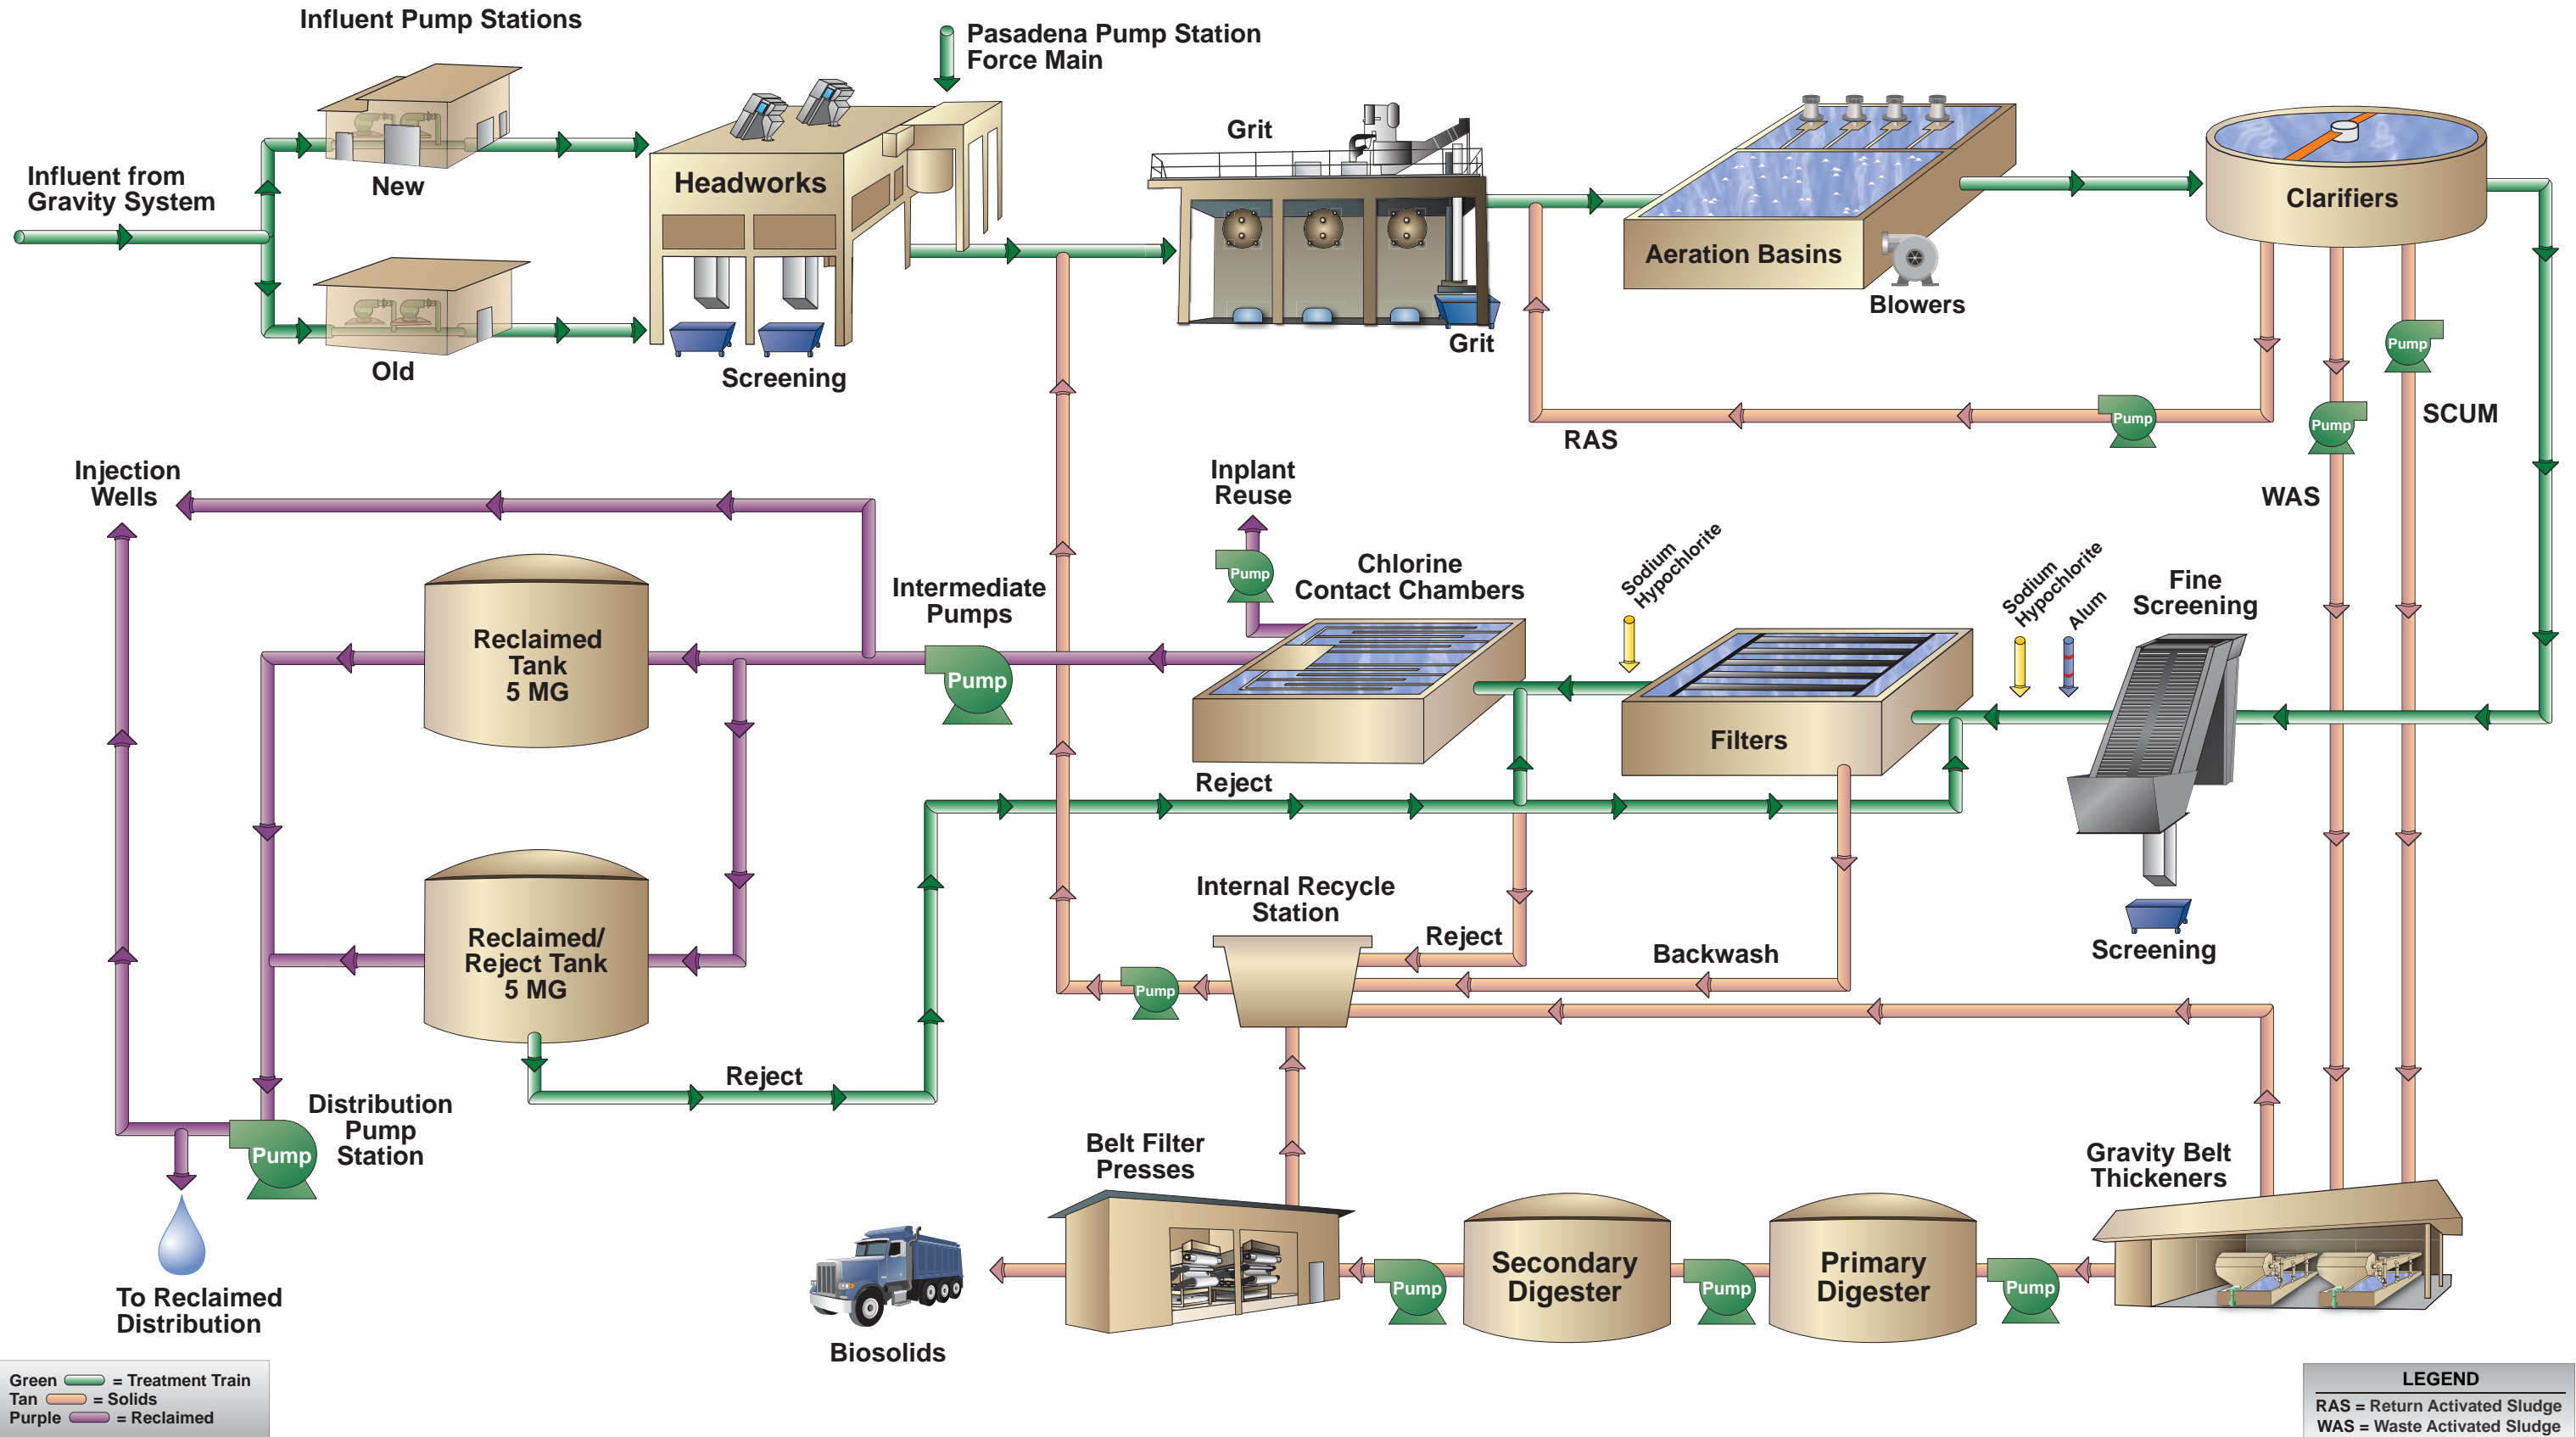 Influent Pump Stations
Pasadena Pump Station
Force Main
Grit
Influent from
Gravity System
New
Headworks
Clarifiers
Aeration Basins
Blowers
Grit
Old
Screening
Pump
Pump
Pump
SCUM
RAS
WAS
Injection
Wells
Inplant
Reuse
Pump
Chlorine
Contact Chambers
Sodium
Hypochlorite
Sodium
Hypochlorite
Alum
Fine
Screening
Intermediate
Pumps
Pump
Reclaimed
Tank
5 MG
Filters
Reject
Internal Recycle
Station
Reject
Backwash
Screening
Reclaimed/
Reject Tank
5 MG
Pump
Reject
Distribution
Pump
Station
Pump
Belt Filter
Presses
Gravity Belt
Thickeners
Secondary
Digester
Primary
Digester
Pump
Pump
Pump
To Reclaimed
Distribution
Biosolids
Green = Treatment Train
Tan = Solids
Purple = Reclaimed
LEGEND
RAS = Return Activated Sludge
WAS = Waste Activated Sludge